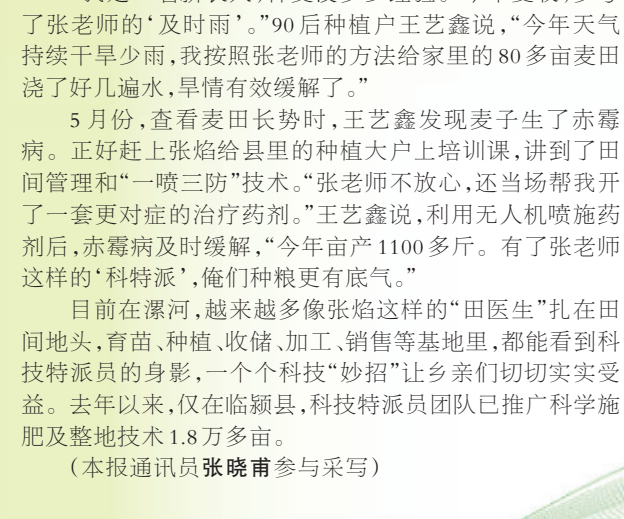 了张老师的‘及时雨’。”90后种植户王艺鑫说，“今年天气
持续干旱少雨，我按照张老师的方法给家里的80多亩麦田
浇了好几遍水，旱情有效缓解了。”
5月份，查看麦田长势时，王艺鑫发现麦子生了赤霉
病。正好赶上张焰给县里的种植大户上培训课，讲到了田
间管理和“一喷三防”技术。“张老师不放心，还当场帮我开
了一套更对症的治疗药剂。”王艺鑫说，利用无人机喷施药
剂后，赤霉病及时缓解，“今年亩产1100多斤。有了张老师
这样的‘科特派’，俺们种粮更有底气。”
目前在漯河，越来越多像张焰这样的“田医生”扎在田
间地头，育苗、种植、收储、加工、销售等基地里，都能看到科
技特派员的身影，一个个科技“妙招”让乡亲们切切实实受
益。去年以来，仅在临颍县，科技特派员团队已推广科学施
肥及整地技术1.8万多亩。
（本报通讯员张晓甫参与采写）